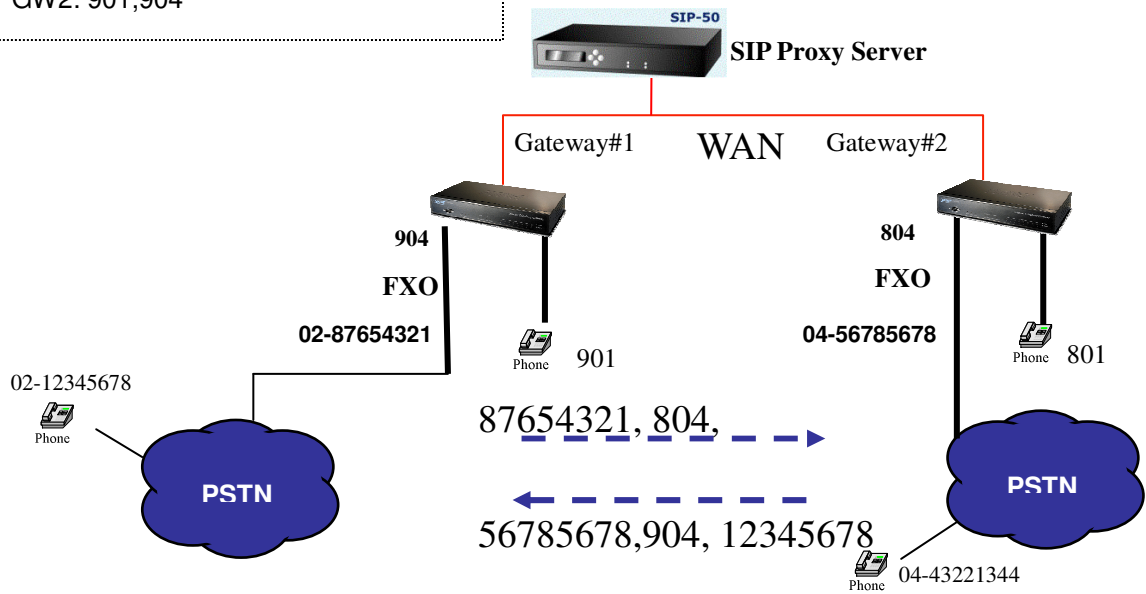 GW2: 901,904
SIP-50
SIP Proxy Server
Gateway#1
WAN
Gateway#2
904
FXO
02-87654321
Phone
901
804
FXO
04-56785678
Phone
801
02-12345678
Phone
87654321, 804,
PSTN
PSTN
56785678,904, 12345678
Phone
04-43221344